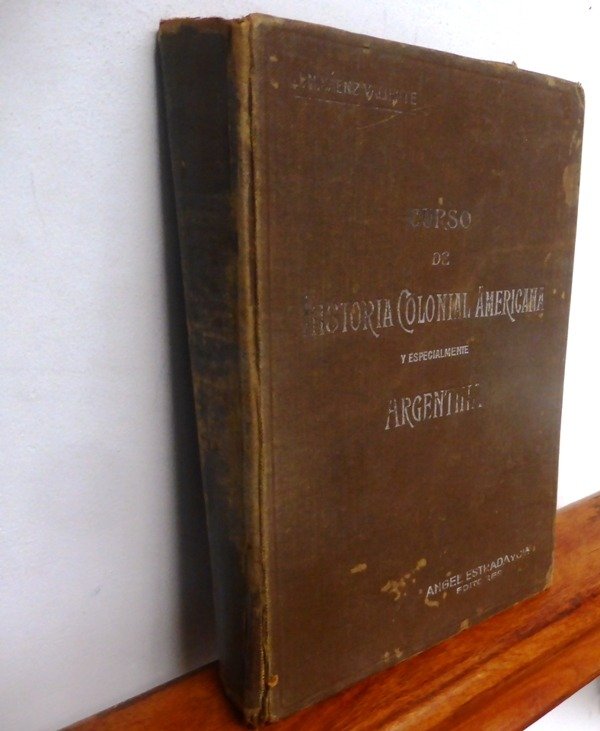 CURSO
DE
HISTORIA COLONIAL AMERICANA
Y ESPECIALMENTE
ARGENTINA
ANGEL ESTRADA Y CIA
EDITORES